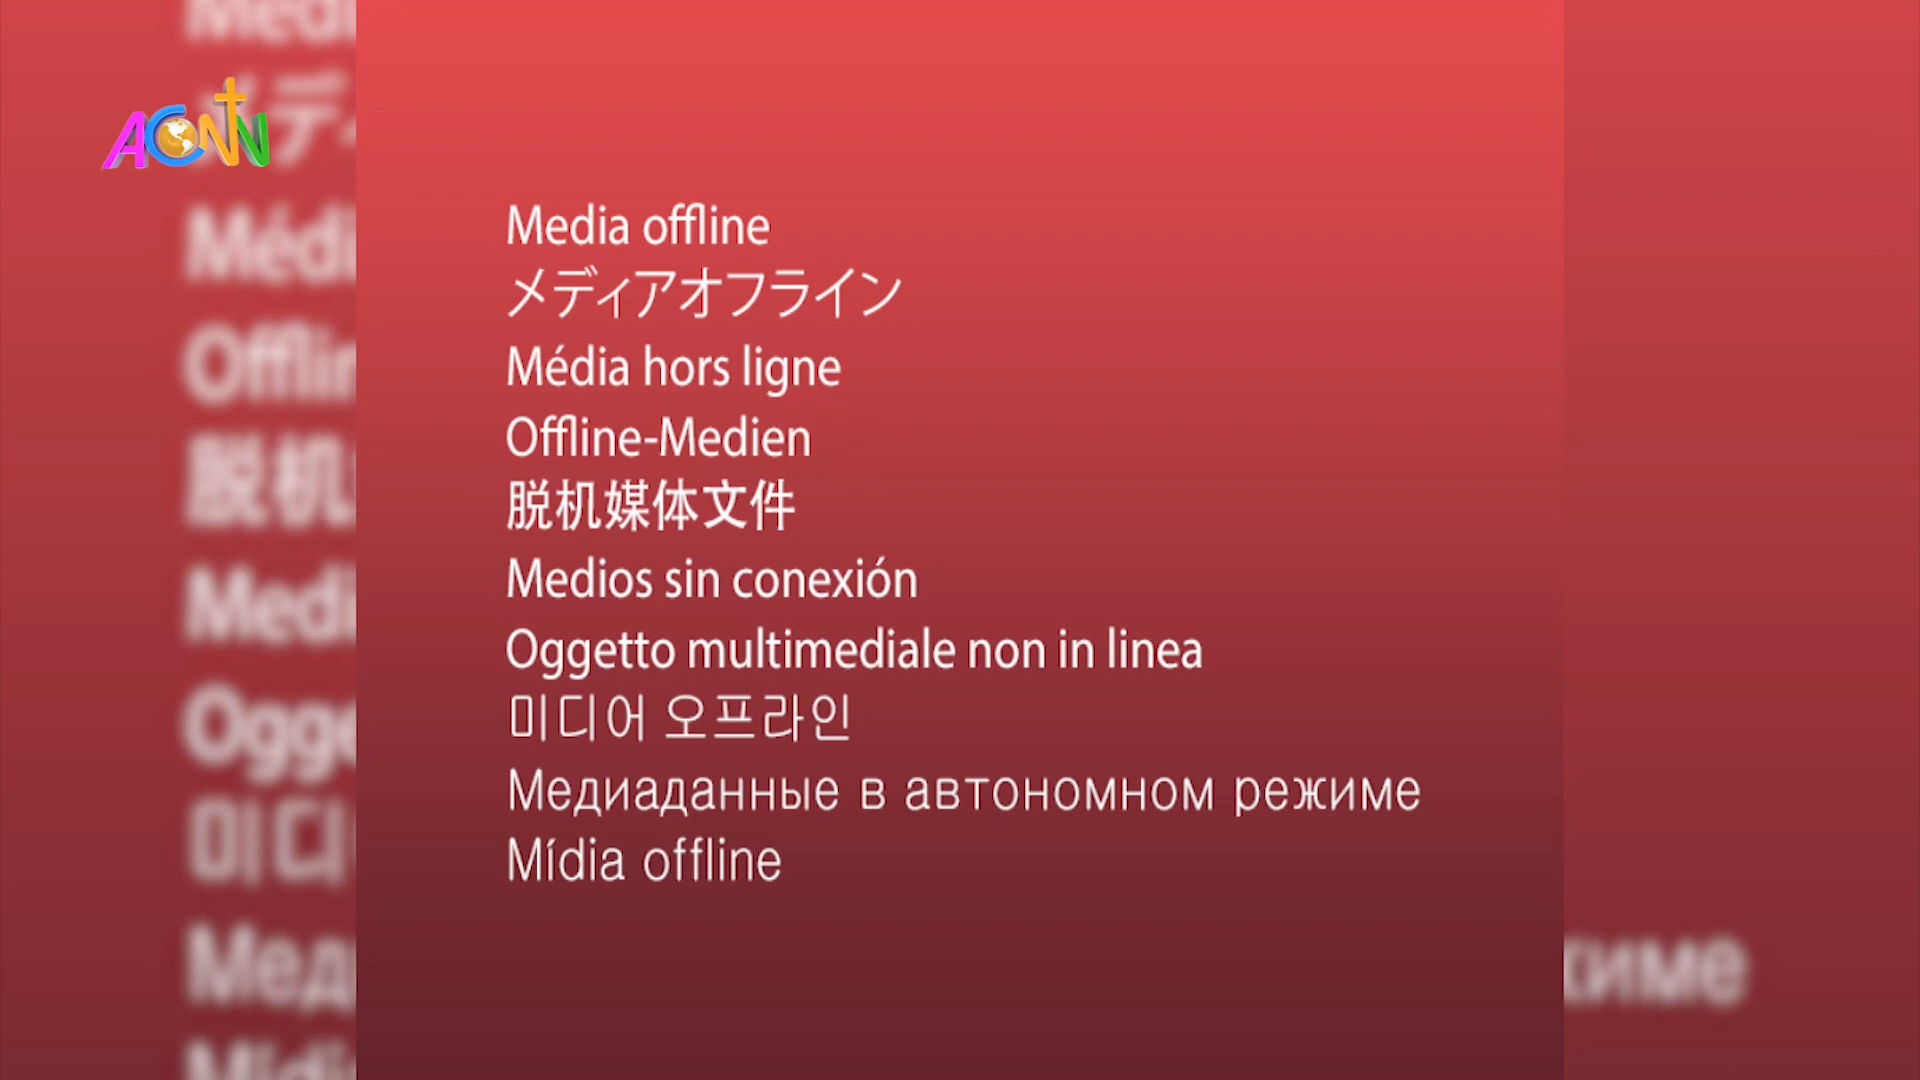 ACNN
Media offline
メディアオフライン
Média hors ligne
Offline-Medien
脱机媒体文件
Medios sin conexión
Oggetto multimediale non in linea
미디어 오프라인
Медиаданные в автономном режиме
Mídia offline